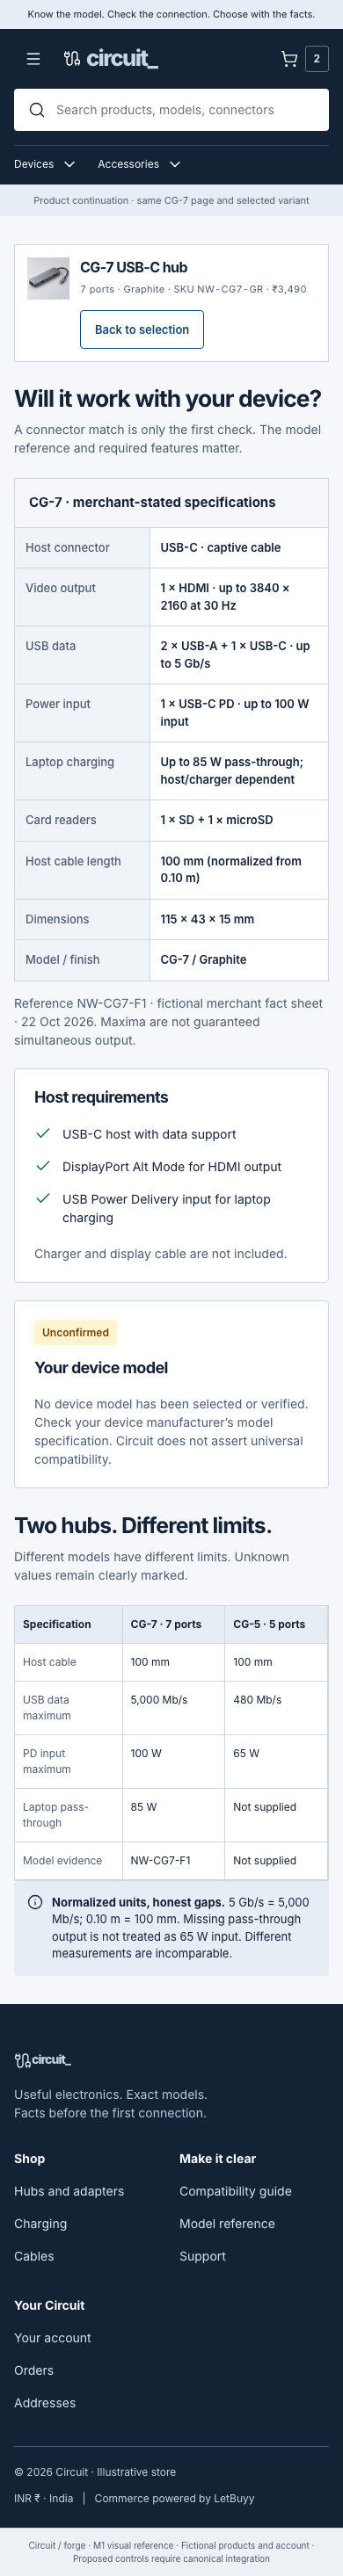 Know the model. Check the connection. Choose with the facts.
circuit_
2
Search products, models, connectors
Devices
Accessories
Product continuation · same CG-7 page and selected variant
CG-7 USB-C hub
7 ports · Graphite · SKU NW-CG7-GR · ₹3,490
Back to selection
Will it work with your device?
A connector match is only the first check. The model
reference and required features matter.
CG-7 · merchant-stated specifications
Host connector
USB-C · captive cable
Video output
1 × HDMI · up to 3840 ×
2160 at 30 Hz
USB data
2 × USB-A + 1 × USB-C · up
to 5 Gb/s
Power input
1 × USB-C PD · up to 100 W
input
Laptop charging
Up to 85 W pass-through;
host/charger dependent
Card readers
1 × SD + 1 × microSD
Host cable length
100 mm (normalized from
0.10 m)
Dimensions
115 × 43 × 15 mm
Model / finish
CG-7 / Graphite
Reference NW-CG7-F1 · fictional merchant fact sheet
· 22 Oct 2026. Maxima are not guaranteed
simultaneous output.
Host requirements
USB-C host with data support
DisplayPort Alt Mode for HDMI output
USB Power Delivery input for laptop
charging
Charger and display cable are not included.
Unconfirmed
Your device model
No device model has been selected or verified.
Check your device manufacturer's model
specification. Circuit does not assert universal
compatibility.
Two hubs. Different limits.
Different models have different limits. Unknown
values remain clearly marked.
Specification
CG-7 · 7 ports
CG-5 · 5 ports
Host cable
100 mm
100 mm
USB data
maximum
5,000 Mb/s
480 Mb/s
PD input
maximum
100 W
65 W
Laptop pass-
through
85 W
Not supplied
Model evidence
NW-CG7-F1
Not supplied
Normalized units, honest gaps. 5 Gb/s = 5,000
Mb/s; 0.10 m = 100 mm. Missing pass-through
output is not treated as 65 W input. Different
measurements are incomparable.
circuit_
Useful electronics. Exact models.
Facts before the first connection.
Shop
Hubs and adapters
Charging
Cables
Make it clear
Compatibility guide
Model reference
Support
Your Circuit
Your account
Orders
Addresses
© 2026 Circuit · Illustrative store
INR ₹ · India | Commerce powered by LetBuyy
Circuit / forge · M1 visual reference · Fictional products and account ·
Proposed controls require canonical integration